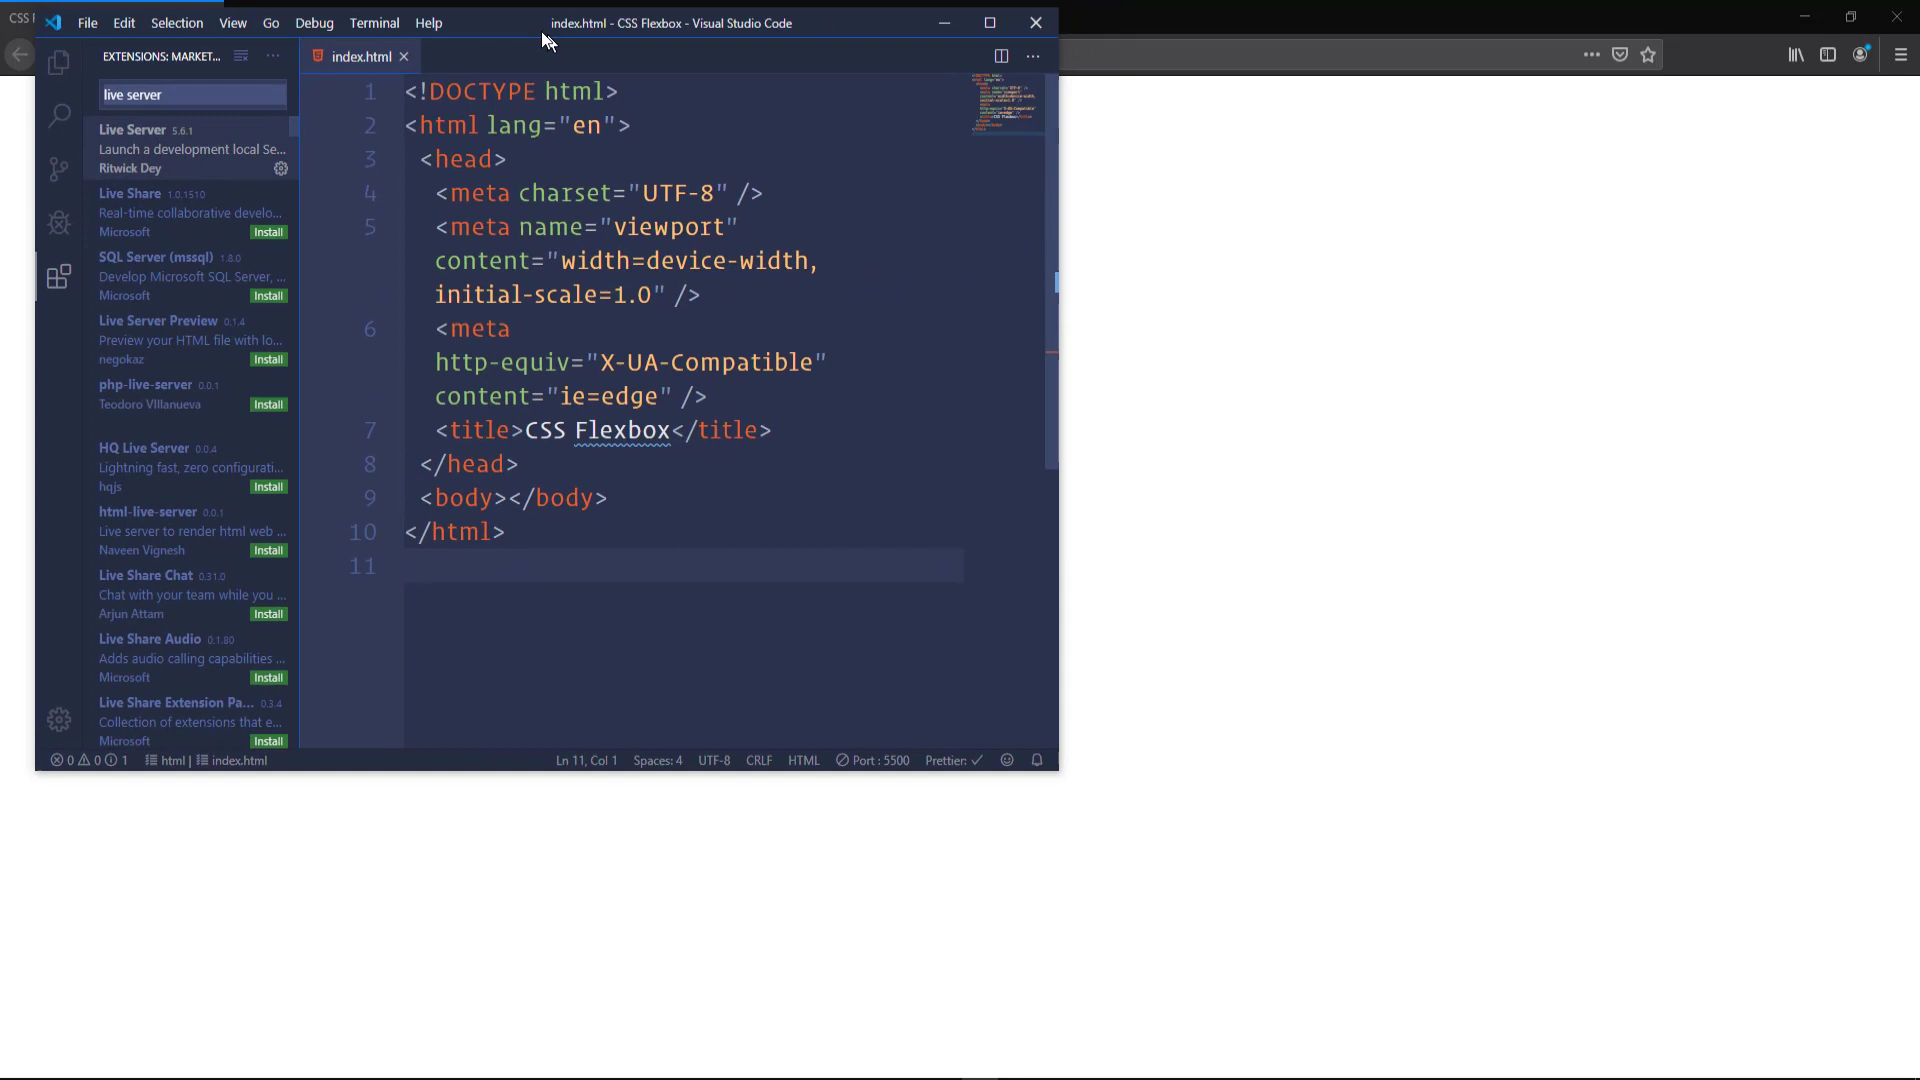 CSS F
File Edit Selection View Go Debug Terminal Help
index.html - CSS Flexbox - Visual Studio Code
EXTENSIONS: MARKET...
live server
Live Server 5.6.1
Launch a development local Se...
Ritwick Dey
Live Share 1.0.1510
Real-time collaborative develo...
Microsoft Install
SQL Server (mssql) 1.8.0
Develop Microsoft SQL Server, ...
Microsoft Install
Live Server Preview 0.1.4
Preview your HTML file with lo...
negokaz Install
php-live-server 0.0.1
Teodoro VIllanueva Install
HQ Live Server 0.0.4
Lightning fast, zero configurati...
hqjs Install
html-live-server 0.0.1
Live server to render html web ...
Naveen Vignesh Install
Live Share Chat 0.31.0
Chat with your team while you ...
Arjun Attam Install
Live Share Audio 0.1.80
Adds audio calling capabilities ...
Microsoft Install
Live Share Extension Pa... 0.3.4
Collection of extensions that e...
Microsoft Install
index.html
1 <!DOCTYPE html>
2 <html lang="en">
3 <head>
4 <meta charset="UTF-8" />
5 <meta name="viewport"
content="width=device-width,
initial-scale=1.0" />
6 <meta
http-equiv="X-UA-Compatible"
content="ie=edge" />
7 <title>CSS Flexbox</title>
8 </head>
9 <body></body>
10 </html>
11
0 0 1 html | index.html
Ln 11, Col 1 Spaces: 4 UTF-8 CRLF HTML Port : 5500 Prettier: ✓